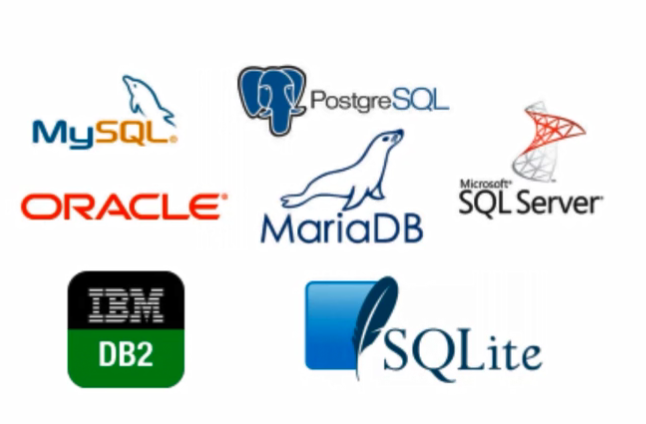 MySQL®
PostgreSQL
Microsoft®
SQL Server®
ORACLE®
MariaDB
IBM
DB2
SQLite